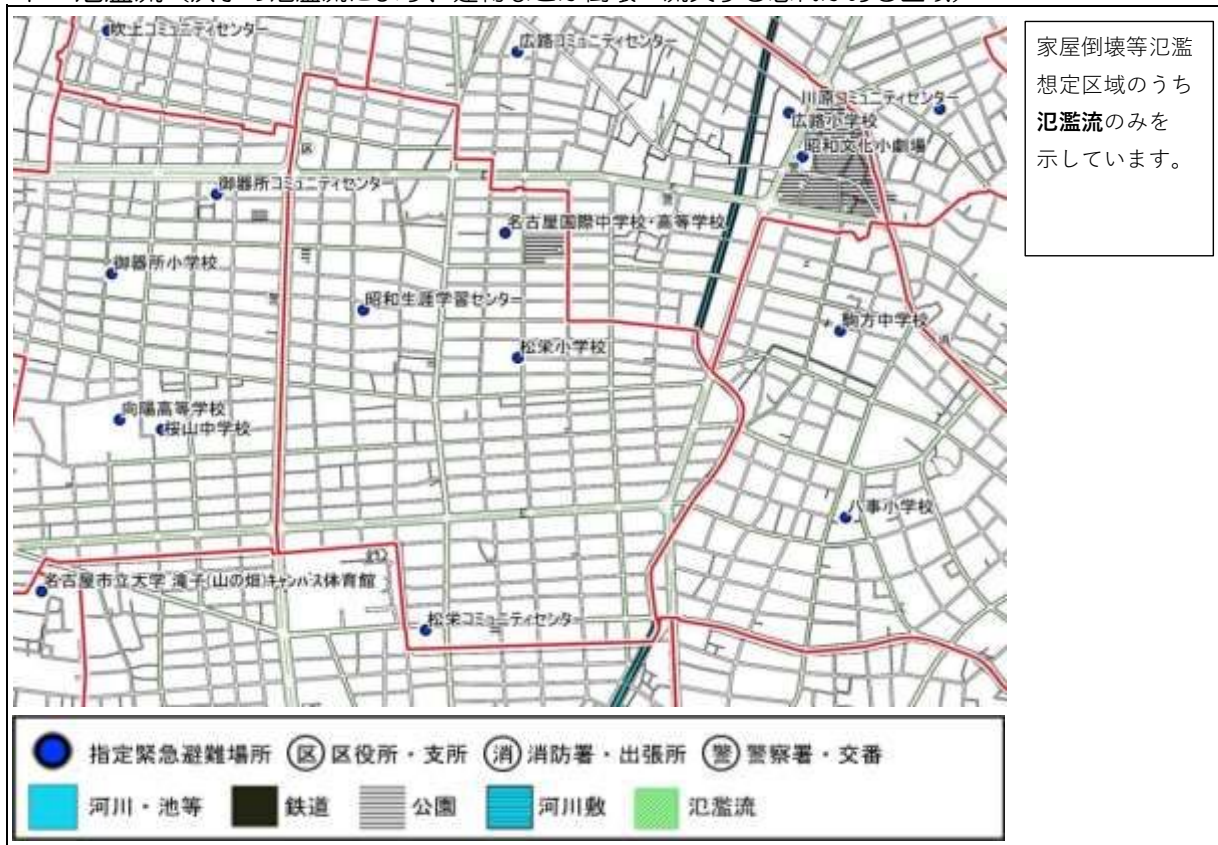 吹上コミュニティセンター
広路コミュニティセンター
川原コミュニティセンター
広路小学校
昭和文化小劇場
御器所コミュニティセンター
名古屋国際中学校・高等学校
御器所小学校
昭和生涯学習センター
駒方中学校
松栄小学校
向陽高等学校
桜山中学校
八事小学校
名古屋市立大学 滝子(山の畑)キャンパス体育館
松栄コミュニティセンター
家屋倒壊等氾濫
想定区域のうち
氾濫流のみを
示しています。
指定緊急避難場所 区 区役所・支所 消 消防署・出張所 警 警察署・交番
河川・池等 鉄道 公園 河川敷 氾濫流